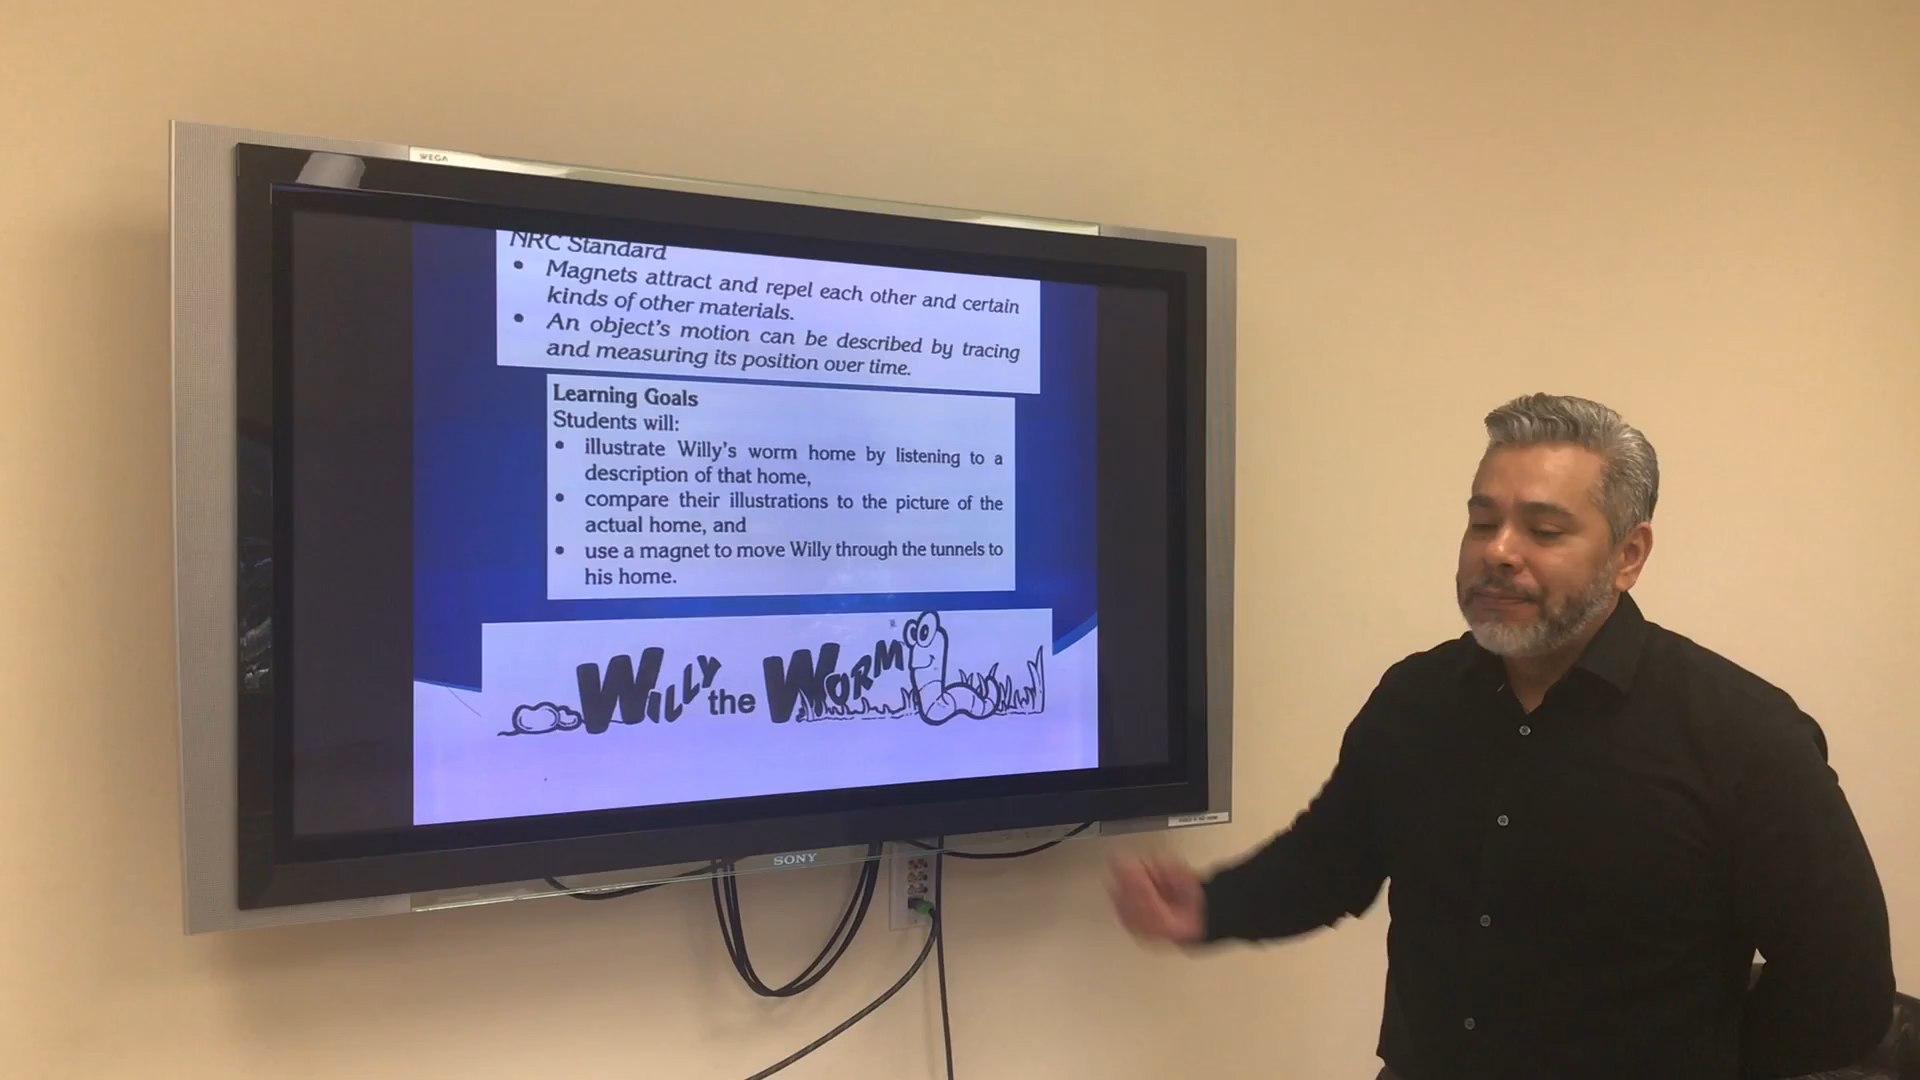 WEGA
NRC Standard
• Magnets attract and repel each other and certain
kinds of other materials.
• An object's motion can be described by tracing
and measuring its position over time.
Learning Goals
Students will:
• illustrate Willy's worm home by listening to a
description of that home,
• compare their illustrations to the picture of the
actual home, and
• use a magnet to move Willy through the tunnels to
his home.
WILLY the WORM
SONY